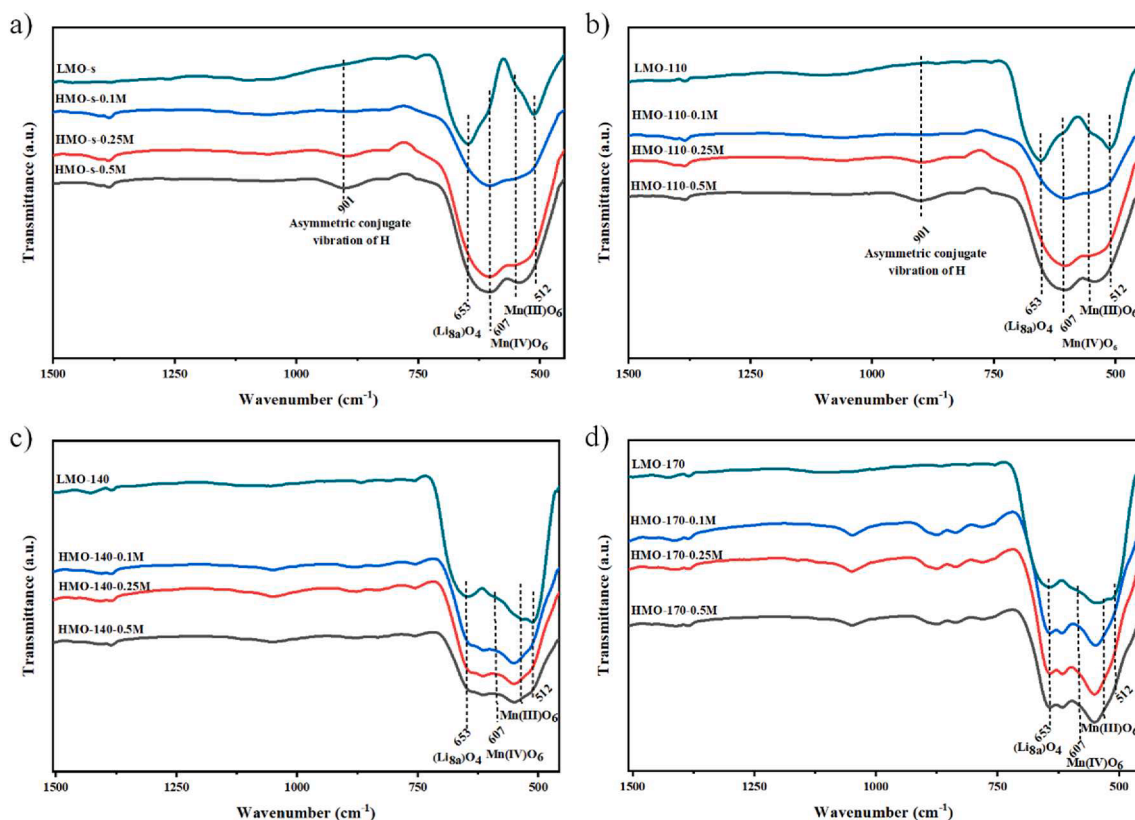 a)
LMO-s
HMO-s-0.1M
HMO-s-0.25M
HMO-s-0.5M
901
Asymmetric conjugate
vibration of H
653
(Li8a)O4
607
Mn(IV)O6
Mn(III)O6
512
Transmittance (a.u.)
1500
1250
1000
750
500
Wavenumber (cm-1)
b)
LMO-110
HMO-110-0.1M
HMO-110-0.25M
HMO-110-0.5M
901
Asymmetric conjugate
vibration of H
653
(Li8a)O4
607
Mn(IV)O6
Mn(III)O6
512
Transmittance (a.u.)
1500
1250
1000
750
500
Wavenumber (cm-1)
c)
LMO-140
HMO-140-0.1M
HMO-140-0.25M
HMO-140-0.5M
653
(Li8a)O4
607
Mn(IV)O6
Mn(III)O6
512
Transmittance (a.u.)
1500
1250
1000
750
500
Wavenumber (cm-1)
d)
LMO-170
HMO-170-0.1M
HMO-170-0.25M
HMO-170-0.5M
653
(Li8a)O4
607
Mn(IV)O6
Mn(III)O6
512
Transmittance (a.u.)
1500
1250
1000
750
500
Wavenumber (cm-1)